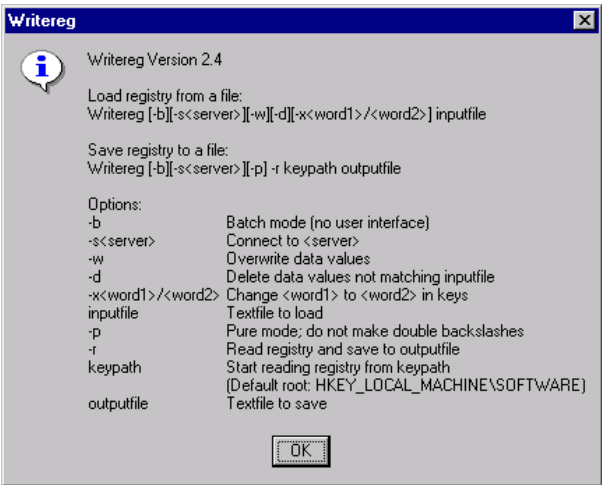 Writereg
Writereg Version 2.4
Load registry from a file:
Writereg [-b][-s<server>][-w][-d][-x<word1>/<word2>] inputfile
Save registry to a file:
Writereg [-b][-s<server>][-p] -r keypath outputfile
Options:
-b Batch mode (no user interface)
-s<server> Connect to <server>
-w Overwrite data values
-d Delete data values not matching inputfile
-x<word1>/<word2> Change <word1> to <word2> in keys
inputfile Textfile to load
-p Pure mode; do not make double backslashes
-r Read registry and save to outputfile
keypath Start reading registry from keypath
(Default root: HKEY_LOCAL_MACHINE\SOFTWARE)
outputfile Textfile to save
OK